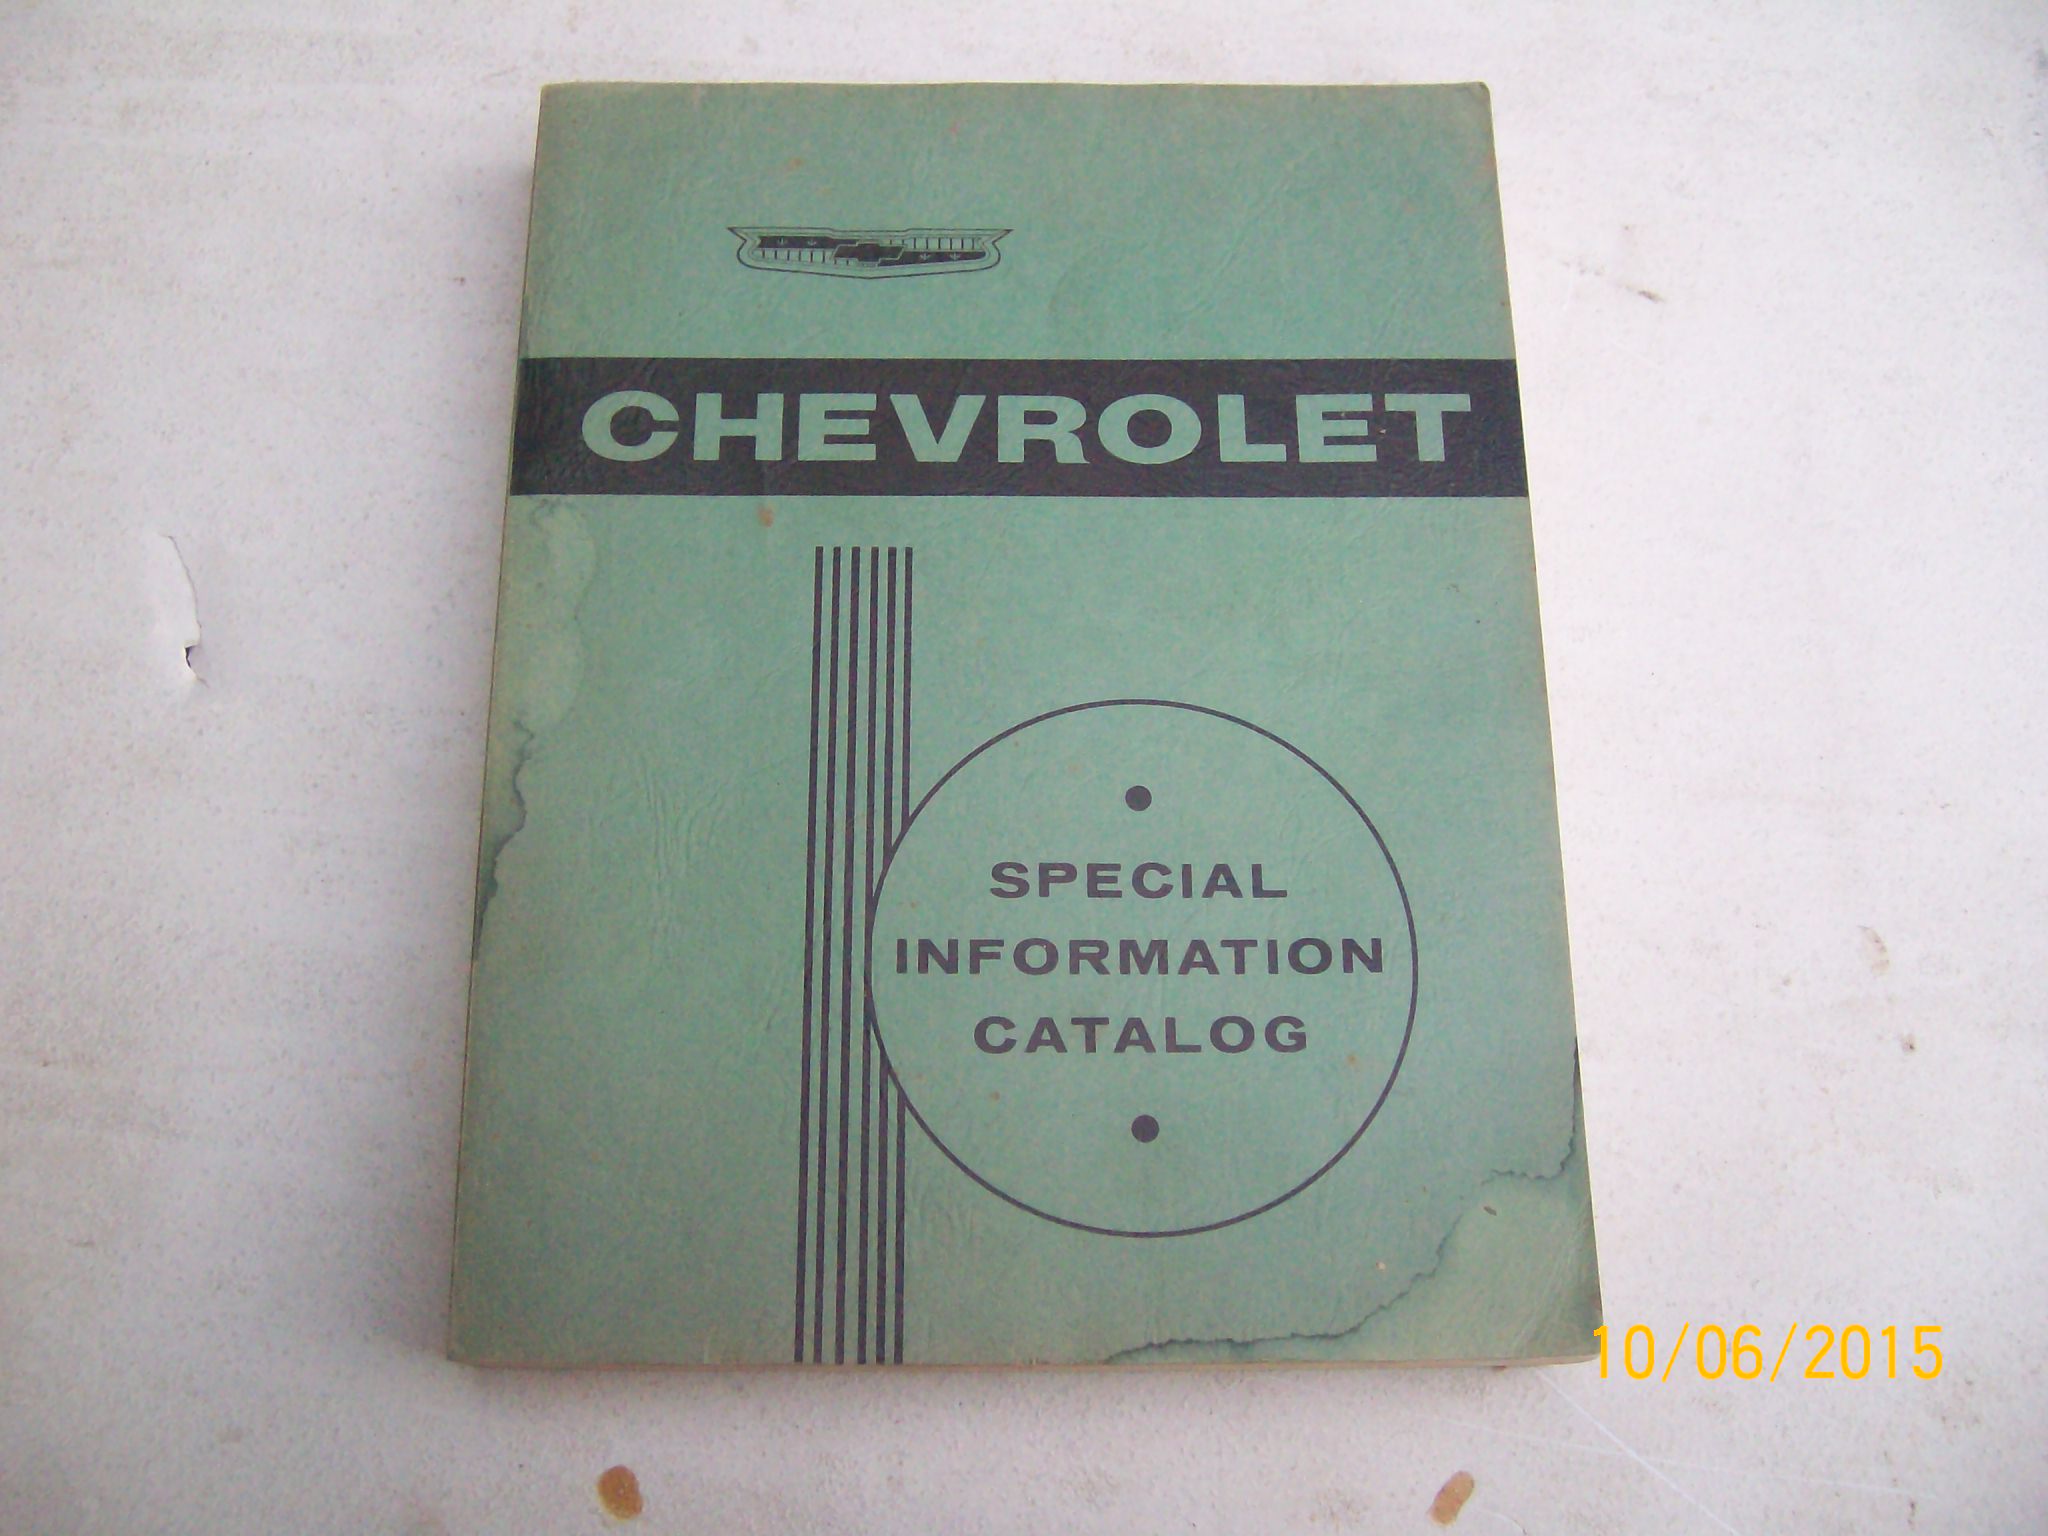 CHEVROLET
SPECIAL
INFORMATION
CATALOG
10/06/2015